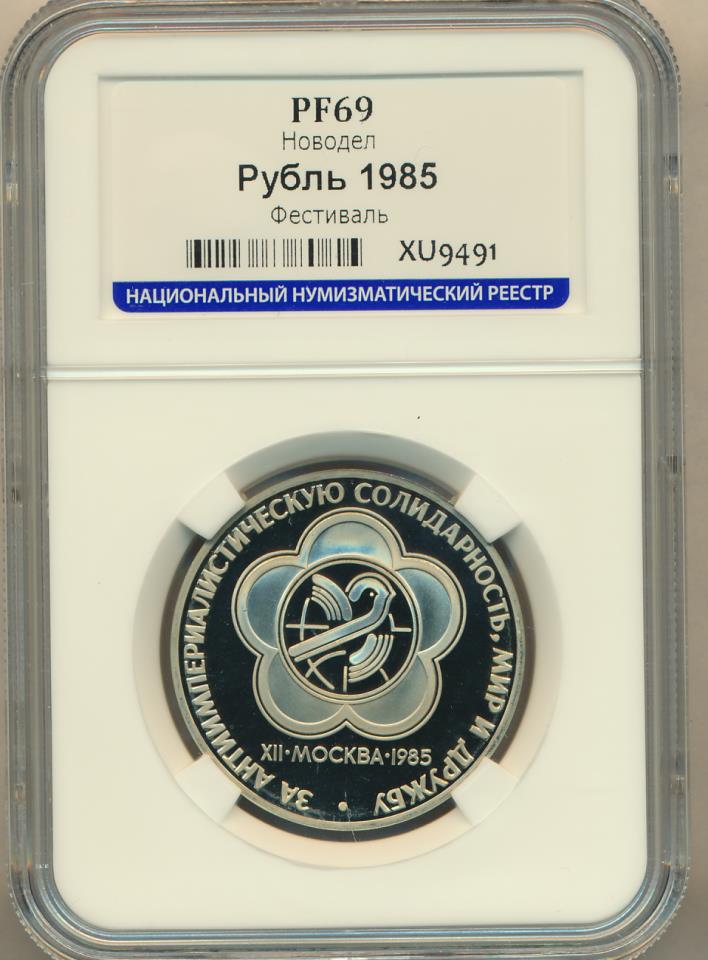 PF69
Новодел
Рубль 1985
Фестиваль
XU9491
НАЦИОНАЛЬНЫЙ НУМИЗМАТИЧЕСКИЙ РЕЕСТР
ЗА АНТИИМПЕРИАЛИСТИЧЕСКУЮ СОЛИДАРНОСТЬ, МИР И ДРУЖБУ •
XII•МОСКВА•1985